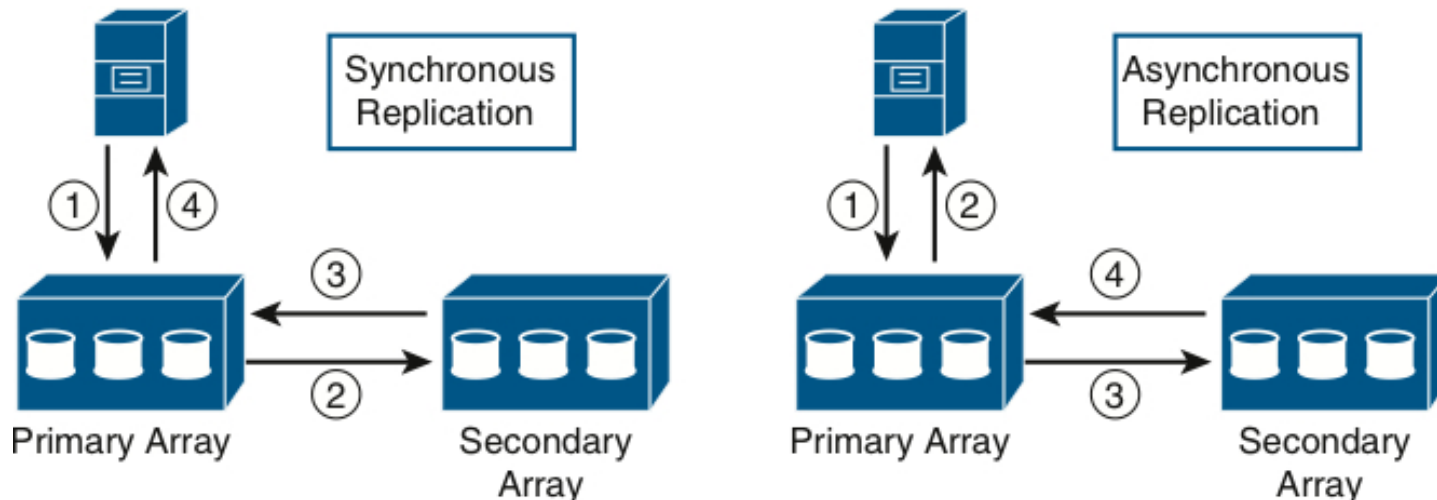 Synchronous
Replication
1
4
3
2
Primary Array
Secondary
Array
Asynchronous
Replication
1
2
4
3
Primary Array
Secondary
Array